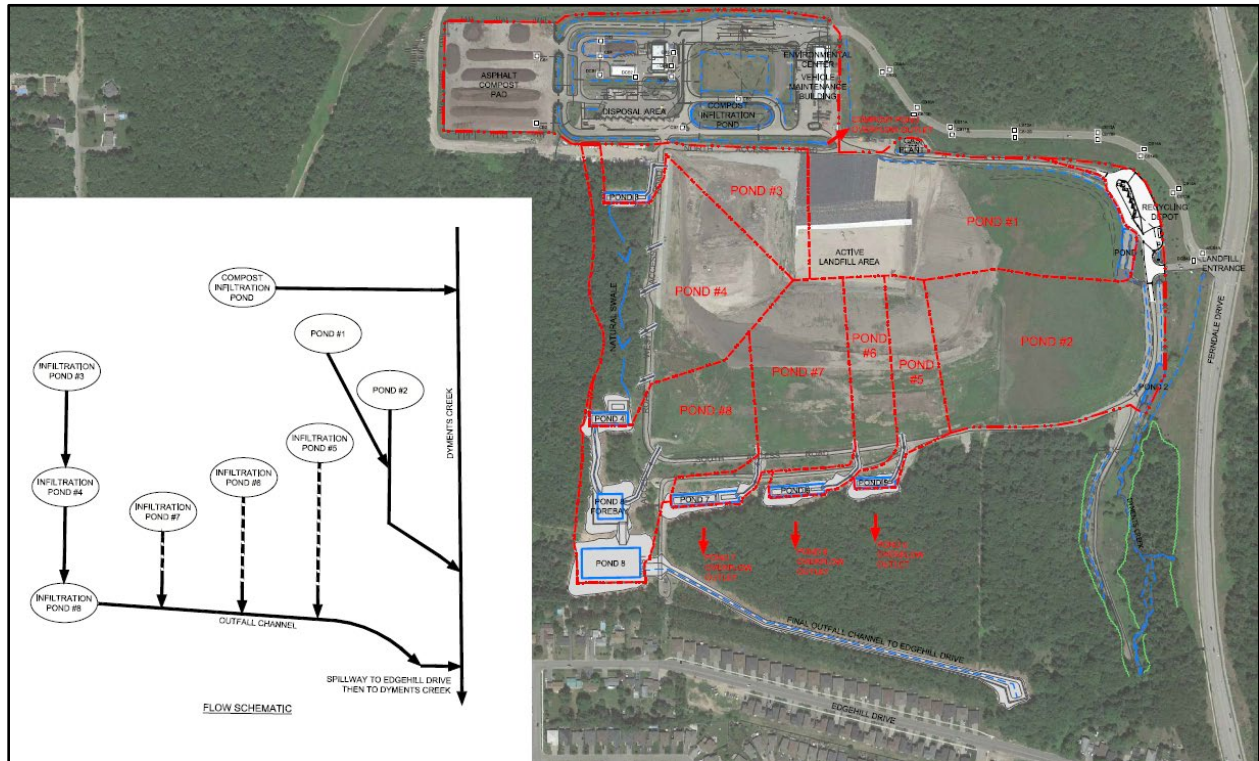 ASPHALT
COMPOST
PAD
DISPOSAL AREA
COMPOST
INFILTRATION
POND
ENVIRONMENTAL
CENTER
VEHICLE
MAINTENANCE
BUILDING
POND #3
POND #1
RECYCLING
DEPOT
POND 1
LANDFILL
ENTRANCE
FERNDALE DRIVE
ACTIVE
LANDFILL AREA
NATURAL SWALE
POND #4
POND #2
POND #6
POND #5
POND #7
POND #8
POND 2
POND 4
POND 7
FOREBAY
POND 8
FINAL OUTFALL CHANNEL TO EDGEHILL DRIVE
EDGEHILL DRIVE
COMPOST
INFILTRATION
POND
POND #1
POND #2
INFILTRATION
POND #3
INFILTRATION
POND #4
INFILTRATION
POND #5
INFILTRATION
POND #6
INFILTRATION
POND #7
INFILTRATION
POND #8
DYMENTS CREEK
OUTFALL CHANNEL
SPILLWAY TO EDGEHILL DRIVE
THEN TO DYMENTS CREEK
FLOW SCHEMATIC